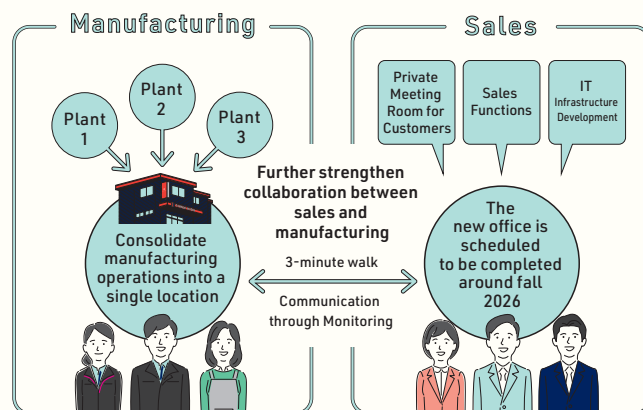 Manufacturing
Plant
1
Plant
2
Plant
3
Consolidate
manufacturing
operations into a
single location
Further strengthen
collaboration between
sales and
manufacturing
3-minute walk
Communication
through Monitoring
Sales
Private
Meeting
Room for
Customers
Sales
Functions
IT
Infrastructure
Development
The
new office is
scheduled
to be completed
around fall
2026